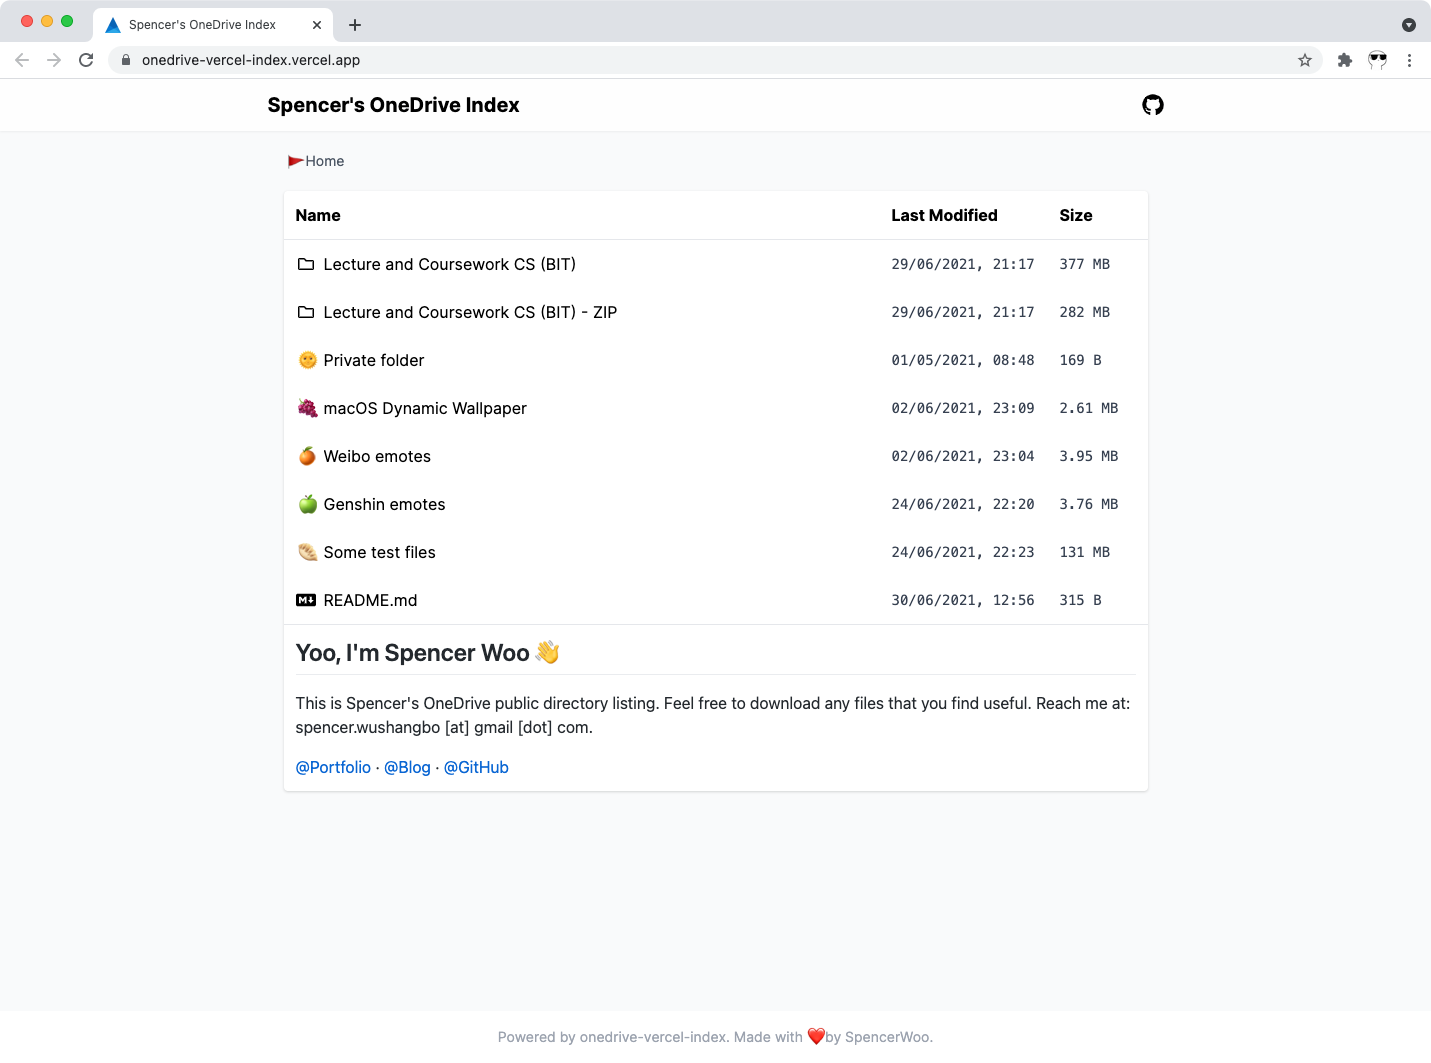 Spencer's OneDrive Index
onedrive-vercel-index.vercel.app
Spencer's OneDrive Index
🚩Home
Name Last Modified Size
Lecture and Coursework CS (BIT) 29/06/2021, 21:17 377 MB
Lecture and Coursework CS (BIT) - ZIP 29/06/2021, 21:17 282 MB
🌞 Private folder 01/05/2021, 08:48 169 B
🍇 macOS Dynamic Wallpaper 02/06/2021, 23:09 2.61 MB
🍊 Weibo emotes 02/06/2021, 23:04 3.95 MB
🍏 Genshin emotes 24/06/2021, 22:20 3.76 MB
🥟 Some test files 24/06/2021, 22:23 131 MB
README.md 30/06/2021, 12:56 315 B
Yoo, I'm Spencer Woo 👋
This is Spencer's OneDrive public directory listing. Feel free to download any files that you find useful. Reach me at:
spencer.wushangbo [at] gmail [dot] com.
@Portfolio · @Blog · @GitHub
Powered by onedrive-vercel-index. Made with ❤️by SpencerWoo.